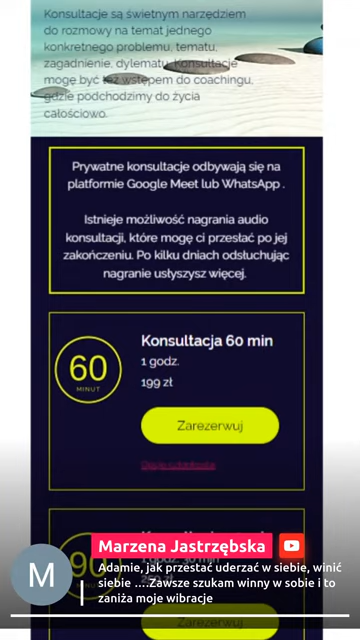 Konsultacje są świetnym narzędziem
do rozmowy na temat jednego
konkretnego problemu, tematu,
zagadnienie, dylematu. Konsultacje
mogę być też wstępem do coachingu,
gdzie podchodzimy do życia
całościowo.
Prywatne konsultacje odbywają się na
platformie Google Meet lub WhatsApp .
Istnieje możliwość nagrania audio
konsultacji, które mogę ci przesłać po jej
zakończeniu. Po kilku dniach odsłuchując
nagranie usłyszysz więcej.
Konsultacja 60 min
1 godz.
60
MINUT
199 zł
Zarezerwuj
90
Marzena Jastrzębska
M
Adamie, jak przestać uderzać w siebie, winić
siebie ....Zawsze szukam winny w sobie i to
zaniża moje wibracje
Zarezerwuj